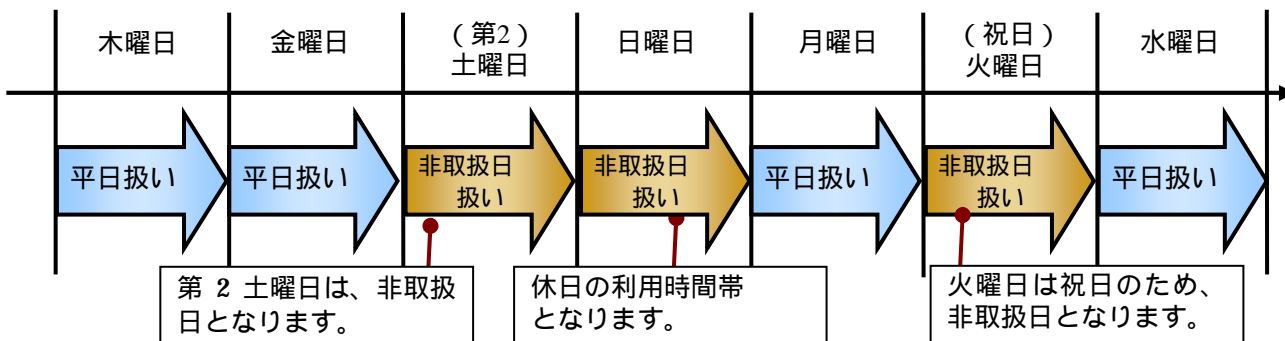 木曜日
金曜日
(第2)
土曜日
日曜日
月曜日
(祝日)
火曜日
水曜日
平日扱い
平日扱い
非取扱日
扱い
非取扱日
扱い
平日扱い
非取扱日
扱い
平日扱い
第 2 土曜日は、非取扱
日となります。
休日の利用時間帯
となります。
火曜日は祝日のため、
非取扱日となります。